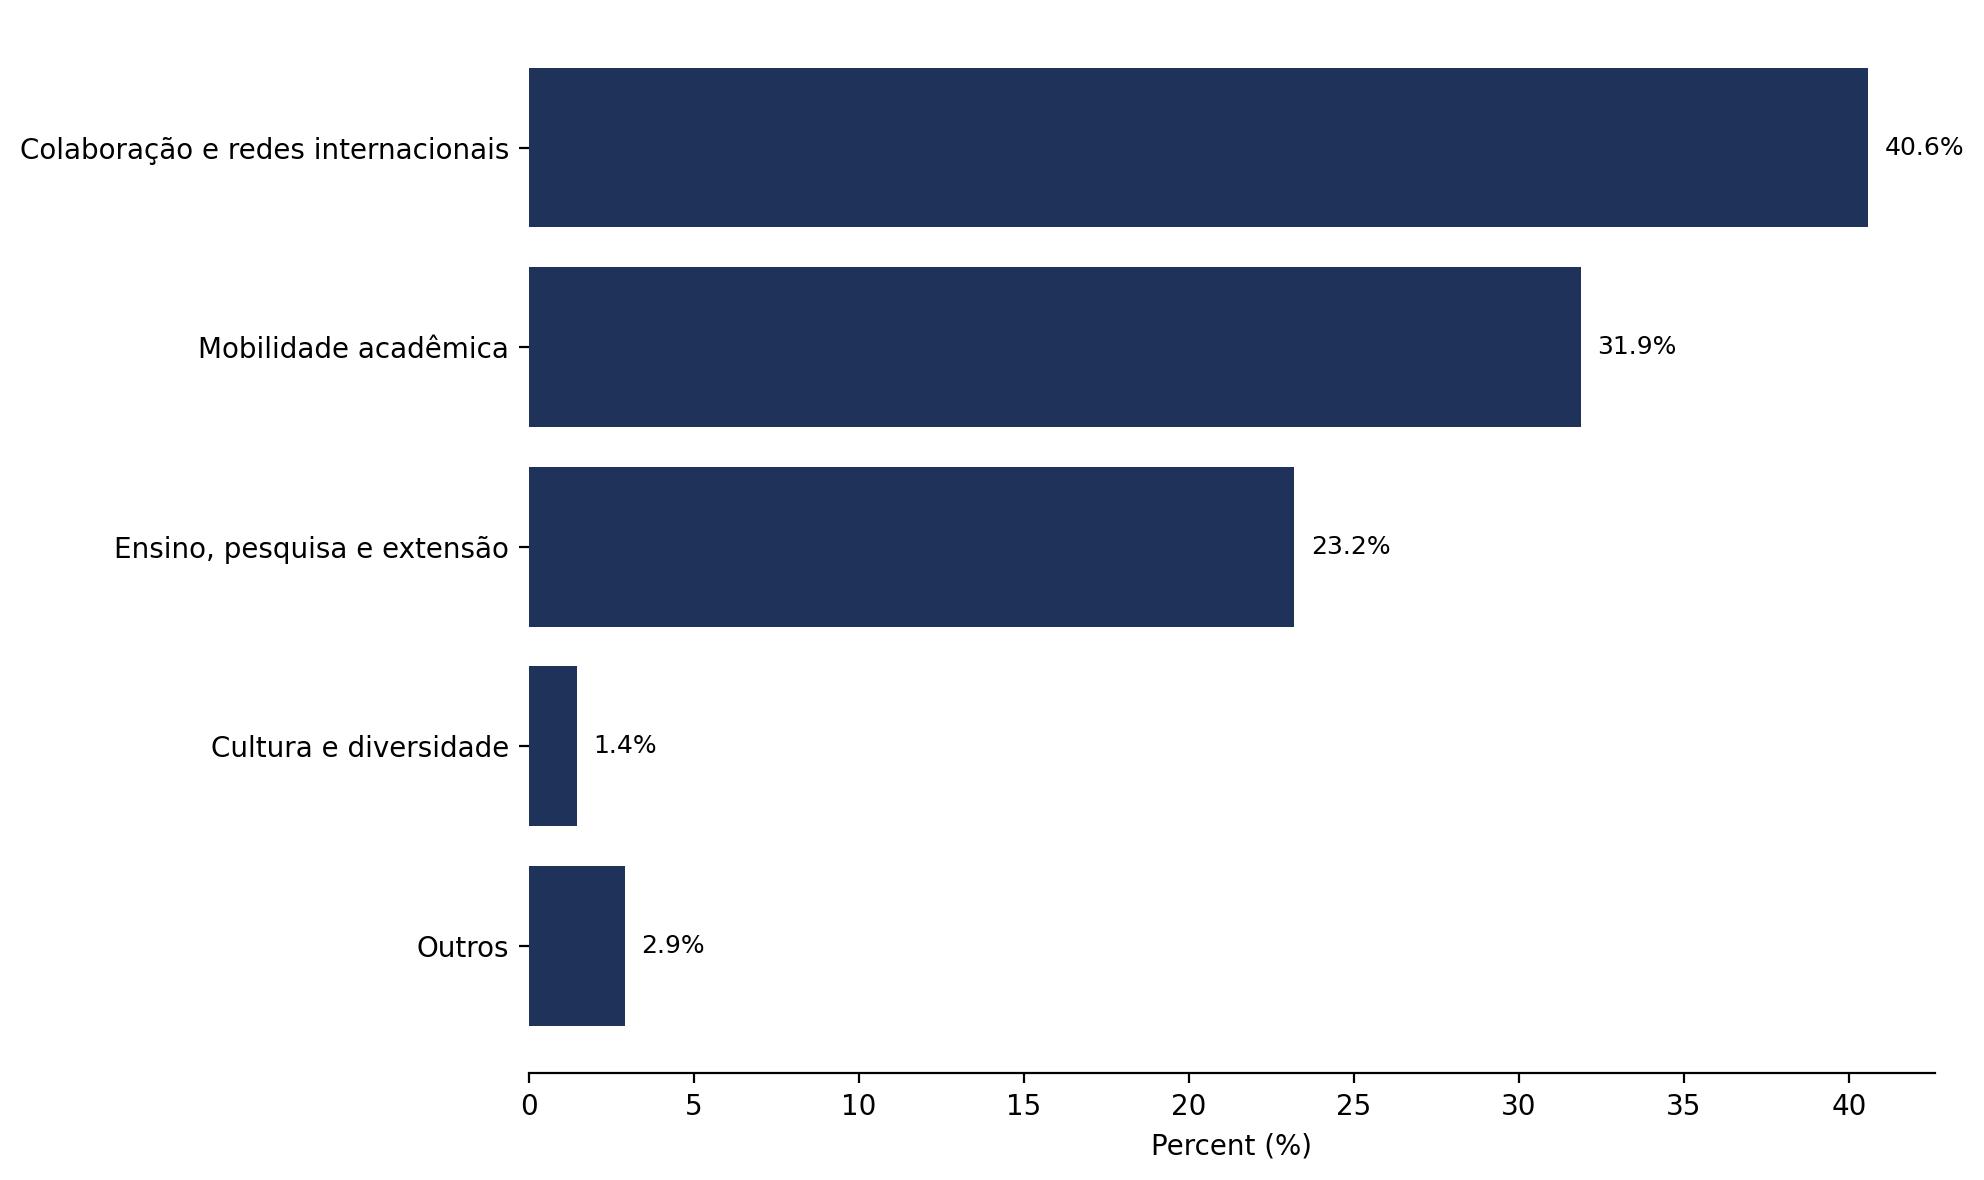 Colaboração e redes internacionais 40.6%
Mobilidade acadêmica 31.9%
Ensino, pesquisa e extensão 23.2%
Cultura e diversidade 1.4%
Outros 2.9%
0 5 10 15 20 25 30 35 40
Percent (%)